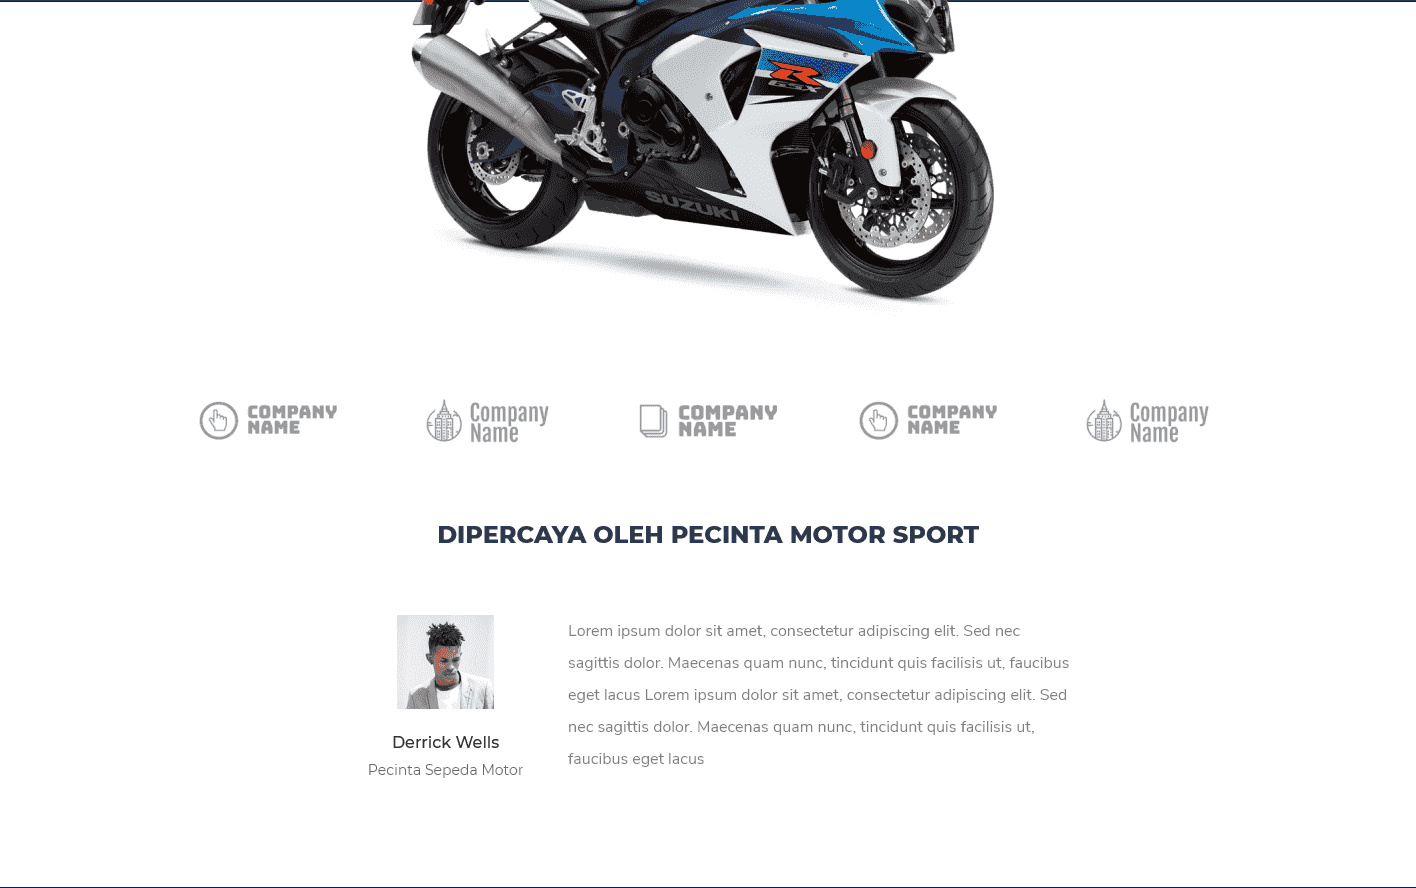 R
GSX
SUZUKI
COMPANY
NAME
Company
Name
COMPANY
NAME
COMPANY
NAME
Company
Name
DIPERCAYA OLEH PECINTA MOTOR SPORT
Lorem ipsum dolor sit amet, consectetur adipiscing elit. Sed nec
sagittis dolor. Maecenas quam nunc, tincidunt quis facilisis ut, faucibus
eget lacus Lorem ipsum dolor sit amet, consectetur adipiscing elit. Sed
nec sagittis dolor. Maecenas quam nunc, tincidunt quis facilisis ut,
faucibus eget lacus
Derrick Wells
Pecinta Sepeda Motor